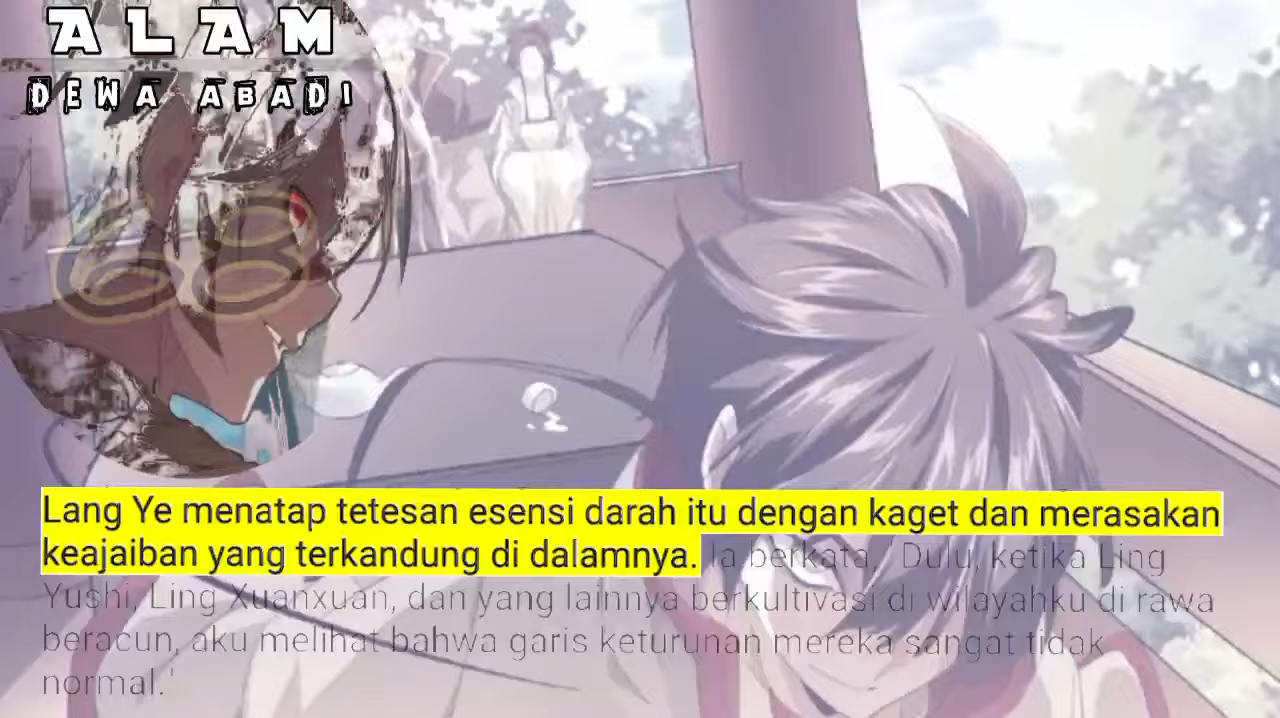 ALAM
DEWA ABADI
Lang Ye menatap tetesan esensi darah itu dengan kaget dan merasakan
keajaiban yang terkandung di dalamnya. Ia berkata, 'Dulu, ketika Ling
Yushi, Ling Xuanxuan, dan yang lainnya berkultivasi di wilayahku di rawa
beracun, aku melihat bahwa garis keturunan mereka sangat tidak
normal.'